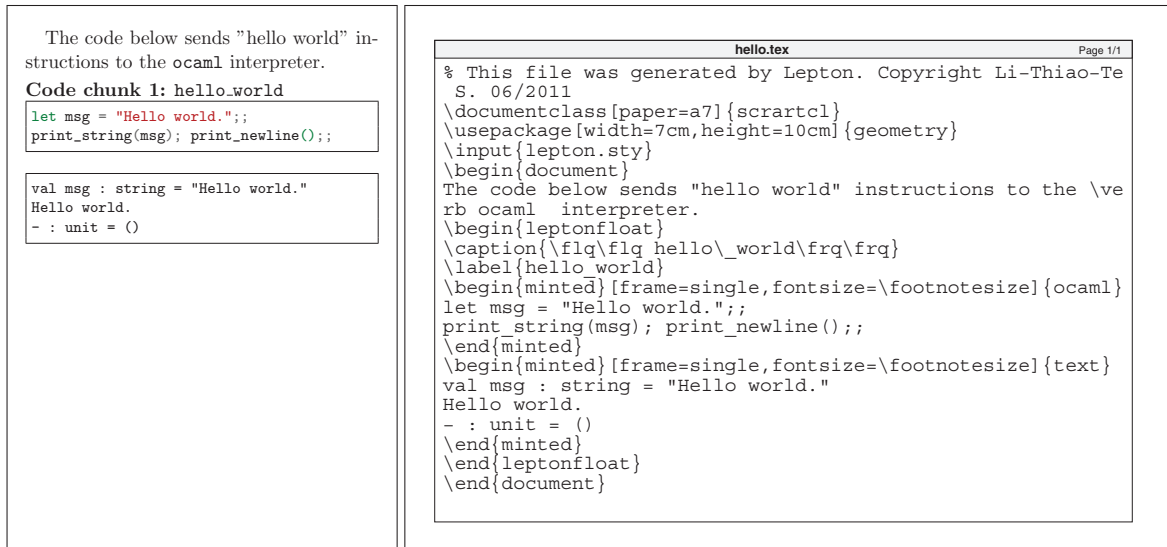 The code below sends ”hello world” in-
structions to the ocaml interpreter.
Code chunk 1: hello_world
let msg = "Hello world.";;
print_string(msg); print_newline();;
val msg : string = "Hello world."
Hello world.
- : unit = ()
hello.tex Page 1/1
% This file was generated by Lepton. Copyright Li-Thiao-Te
 S. 06/2011
\documentclass[paper=a7]{scrartcl}
\usepackage[width=7cm,height=10cm]{geometry}
\input{lepton.sty}
\begin{document}
The code below sends "hello world" instructions to the \ve
rb ocaml  interpreter.
\begin{leptonfloat}
\caption{\flq\flq hello\_world\frq\frq}
\label{hello_world}
\begin{minted}[frame=single,fontsize=\footnotesize]{ocaml}
let msg = "Hello world.";;
print_string(msg); print_newline();;
\end{minted}
\begin{minted}[frame=single,fontsize=\footnotesize]{text}
val msg : string = "Hello world."
Hello world.
- : unit = ()
\end{minted}
\end{leptonfloat}
\end{document}